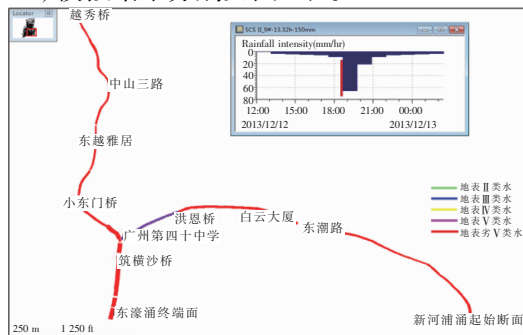 Locator
越秀桥
SCS Ⅱ_6#-13.32h-150mm
Rainfall intensity(mm/hr)
0
20
40
60
80
12:00 15:00 18:00 21:00 00:00
2013/12/12 2013/12/13
中山三路
东越雅居
小东门桥
洪恩桥
白云大厦
东潮路
广州第四十中学
筑横沙桥
东濠涌终端面
新河浦涌起始断面
地表Ⅱ类水
地表Ⅲ类水
地表Ⅳ类水
地表Ⅴ类水
地表劣Ⅴ类水
250 m 1 250 ft